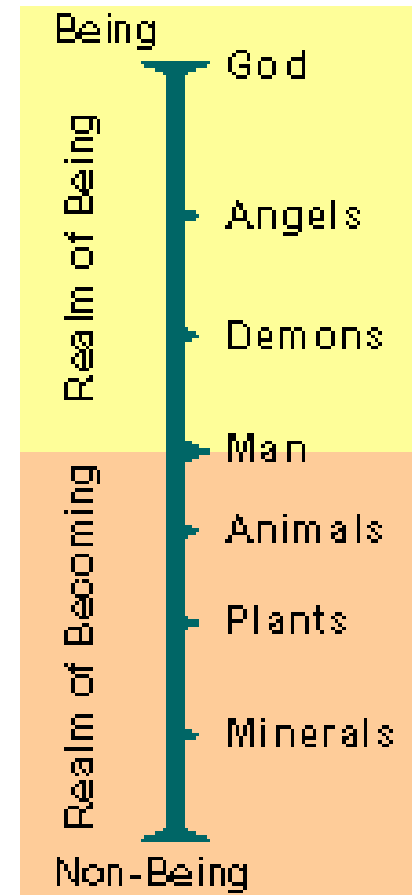 Being
God
Realm of Being
Angels
Demons
Man
Realm of Becoming
Animals
Plants
Minerals
Non-Being